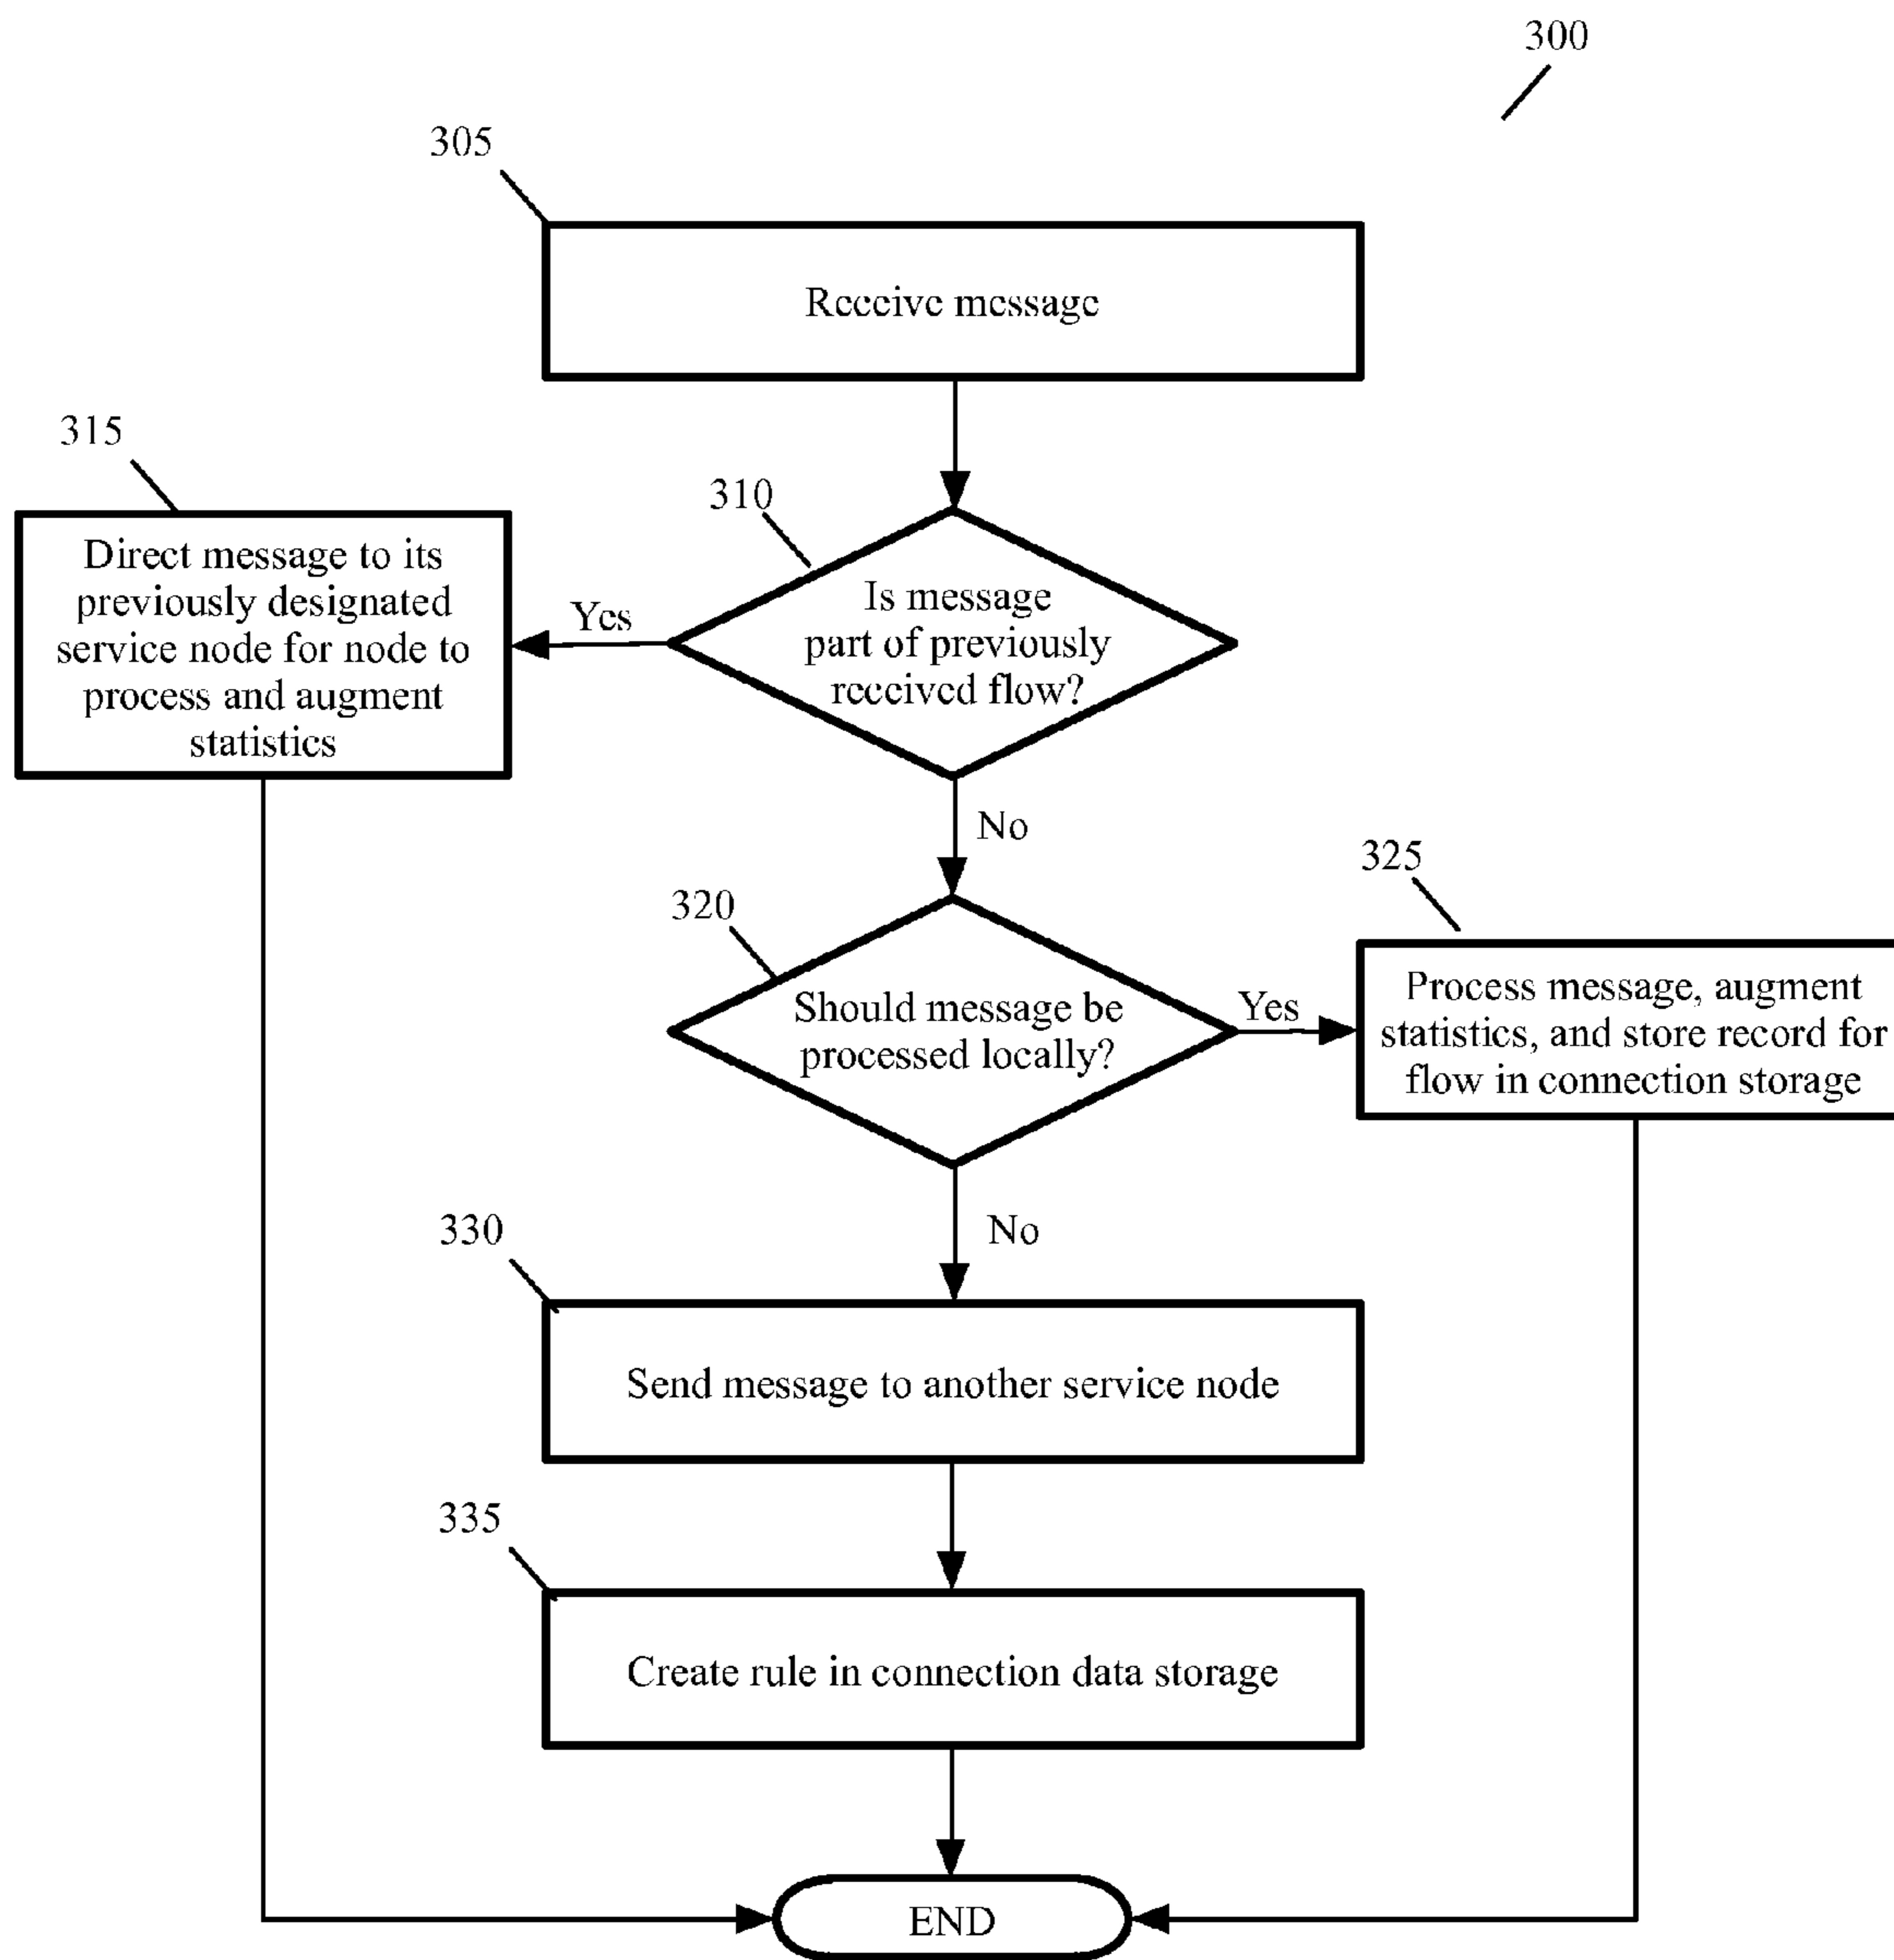 300
305
Receive message
315
310
Direct message to its
previously designated
service node for node to
process and augment
statistics
Yes
Is message
part of previously
received flow?
No
320
325
Should message be
processed locally?
Yes
Process message, augment
statistics, and store record for
flow in connection storage
No
330
Send message to another service node
335
Create rule in connection data storage
END